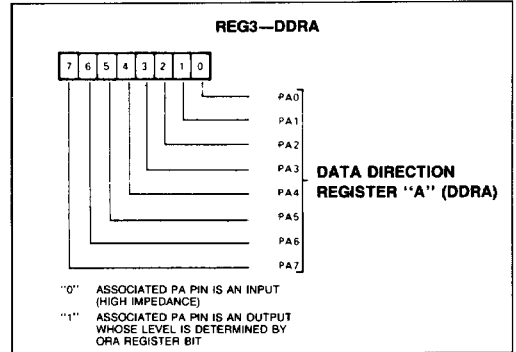 REG3—DDRA
7 6 5 4 3 2 1 0
PA0
PA1
PA2
PA3
PA4
PA5
PA6
PA7
DATA DIRECTION
REGISTER "A" (DDRA)
"0" ASSOCIATED PA PIN IS AN INPUT
(HIGH IMPEDANCE)
"1" ASSOCIATED PA PIN IS AN OUTPUT
WHOSE LEVEL IS DETERMINED BY
ORA REGISTER BIT